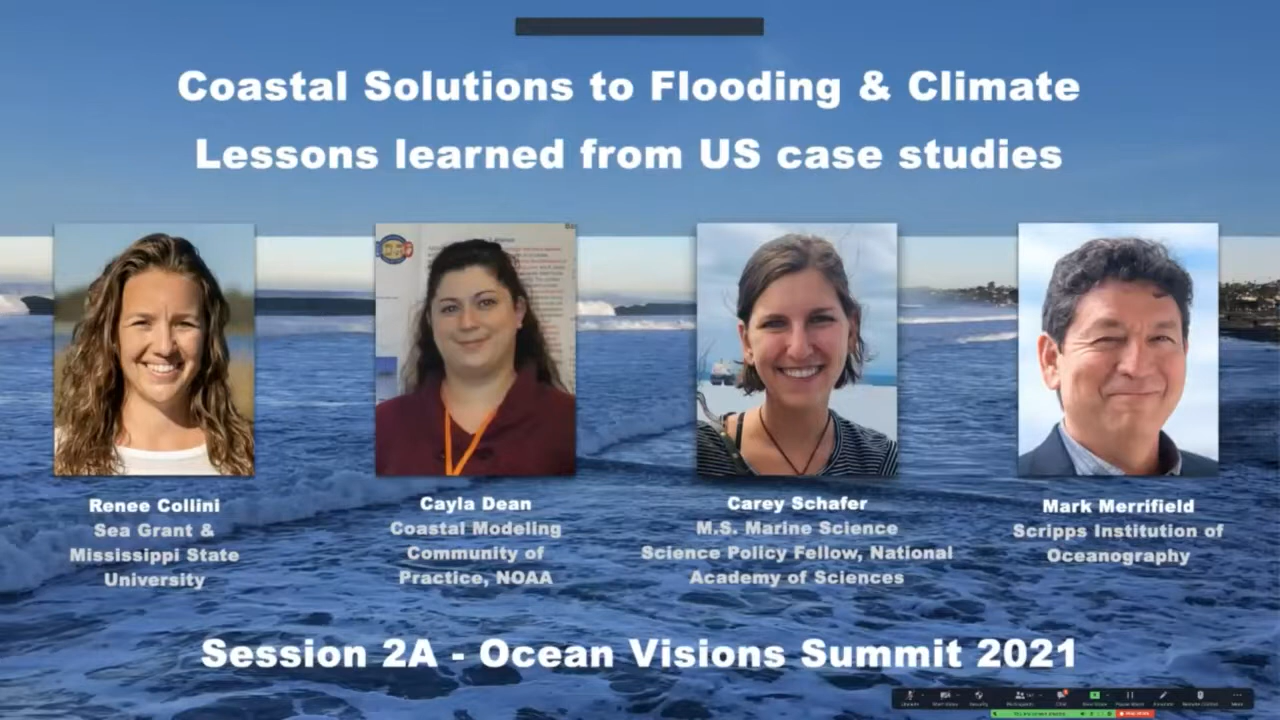 Coastal Solutions to Flooding & Climate
Lessons learned from US case studies
Renee Collini
Sea Grant &
Mississippi State
University
Cayla Dean
Coastal Modeling
Community of
Practice, NOAA
Carey Schafer
M.S. Marine Science
Science Policy Fellow, National
Academy of Sciences
Mark Merrifield
Scripps Institution of
Oceanography
Session 2A - Ocean Visions Summit 2021